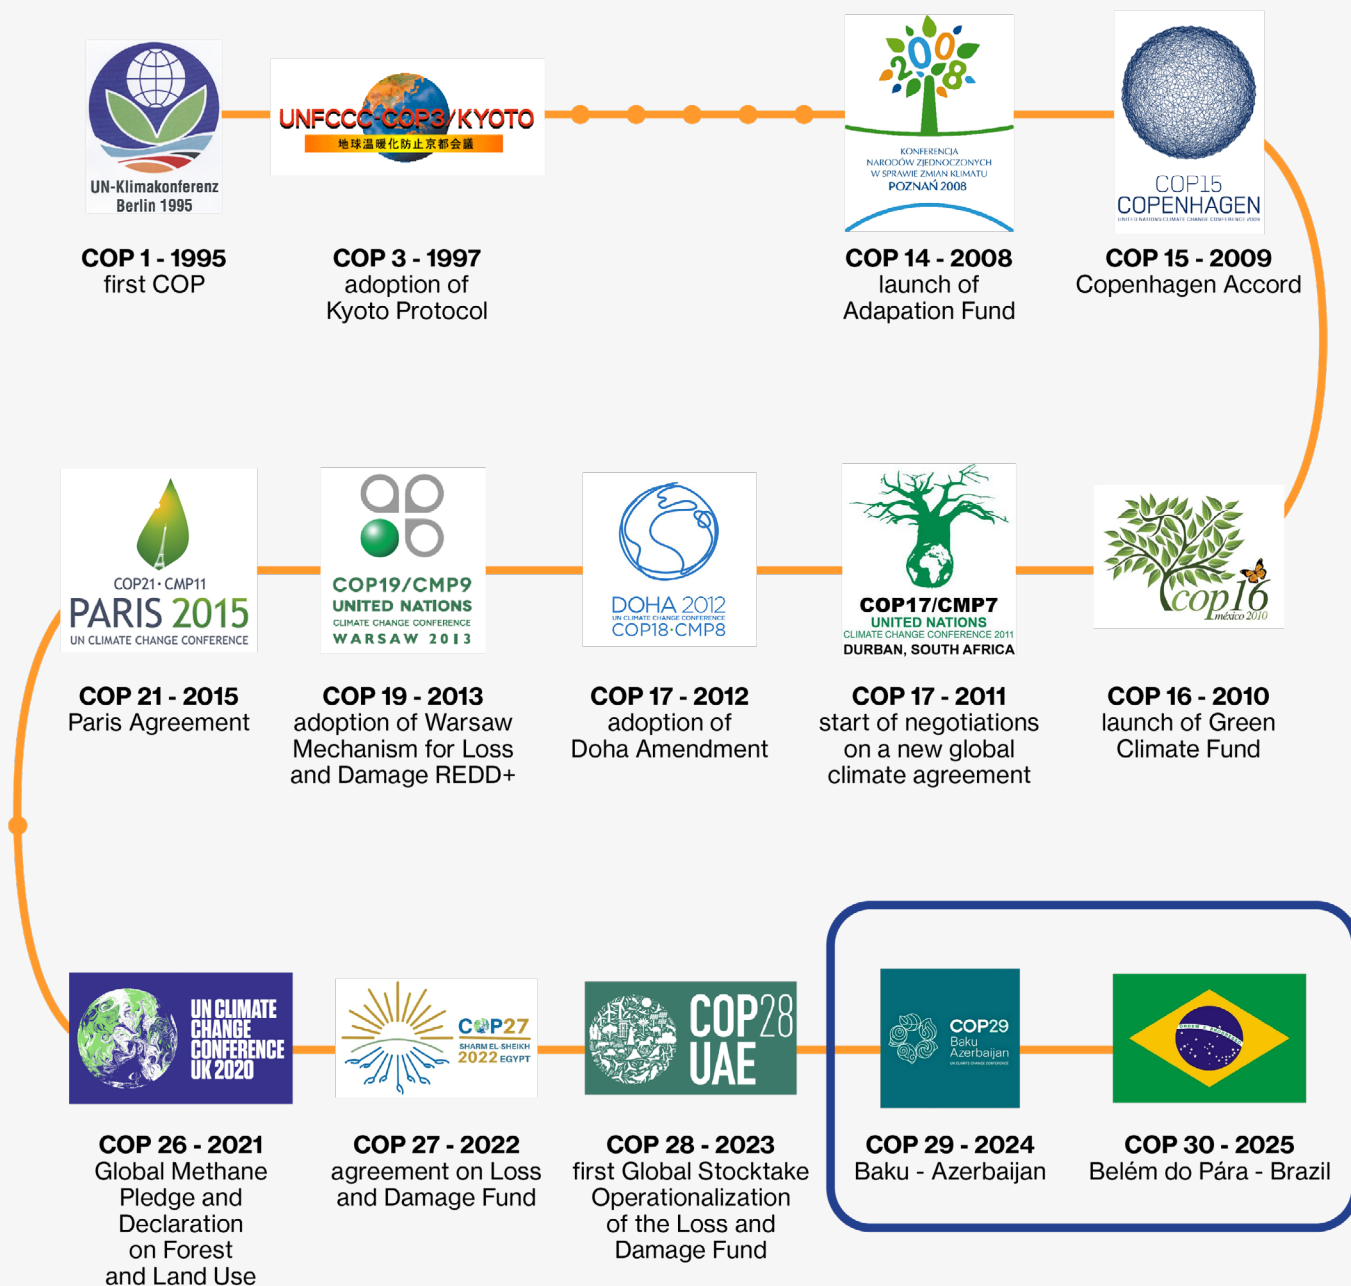 UN-Klimakonferenz
Berlin 1995
COP 1 - 1995
first COP
UNFCCC-COP3/KYOTO
地球温暖化防止京都会議
COP 3 - 1997
adoption of
Kyoto Protocol
2008
KONFERENCJA
NARODÓW ZJEDNOCZONYCH
W SPRAWIE ZMIAN KLIMATU
POZNAŃ 2008
COP 14 - 2008
launch of
Adapation Fund
COP15
COPENHAGEN
UNITED NATIONS CLIMATE CHANGE CONFERENCE 2009
COP 15 - 2009
Copenhagen Accord
COP21·CMP11
PARIS 2015
UN CLIMATE CHANGE CONFERENCE
COP 21 - 2015
Paris Agreement
COP19/CMP9
UNITED NATIONS
CLIMATE CHANGE CONFERENCE
WARSAW 2013
COP 19 - 2013
adoption of Warsaw
Mechanism for Loss
and Damage REDD+
DOHA 2012
UN CLIMATE CHANGE CONFERENCE
COP18·CMP8
COP 17 - 2012
adoption of
Doha Amendment
COP17/CMP7
UNITED NATIONS
CLIMATE CHANGE CONFERENCE 2011
DURBAN, SOUTH AFRICA
COP 17 - 2011
start of negotiations
on a new global
climate agreement
cop16
méxico 2010
COP 16 - 2010
launch of Green
Climate Fund
UN CLIMATE
CHANGE
CONFERENCE
UK 2020
COP 26 - 2021
Global Methane
Pledge and
Declaration
on Forest
and Land Use
COP27
SHARM EL-SHEIKH
2022 EGYPT
COP 27 - 2022
agreement on Loss
and Damage Fund
COP28
UAE
COP 28 - 2023
first Global Stocktake
Operationalization
of the Loss and
Damage Fund
COP29
Baku
Azerbaijan
UN CLIMATE CHANGE CONFERENCE
COP 29 - 2024
Baku - Azerbaijan
COP 30 - 2025
Belém do Pára - Brazil